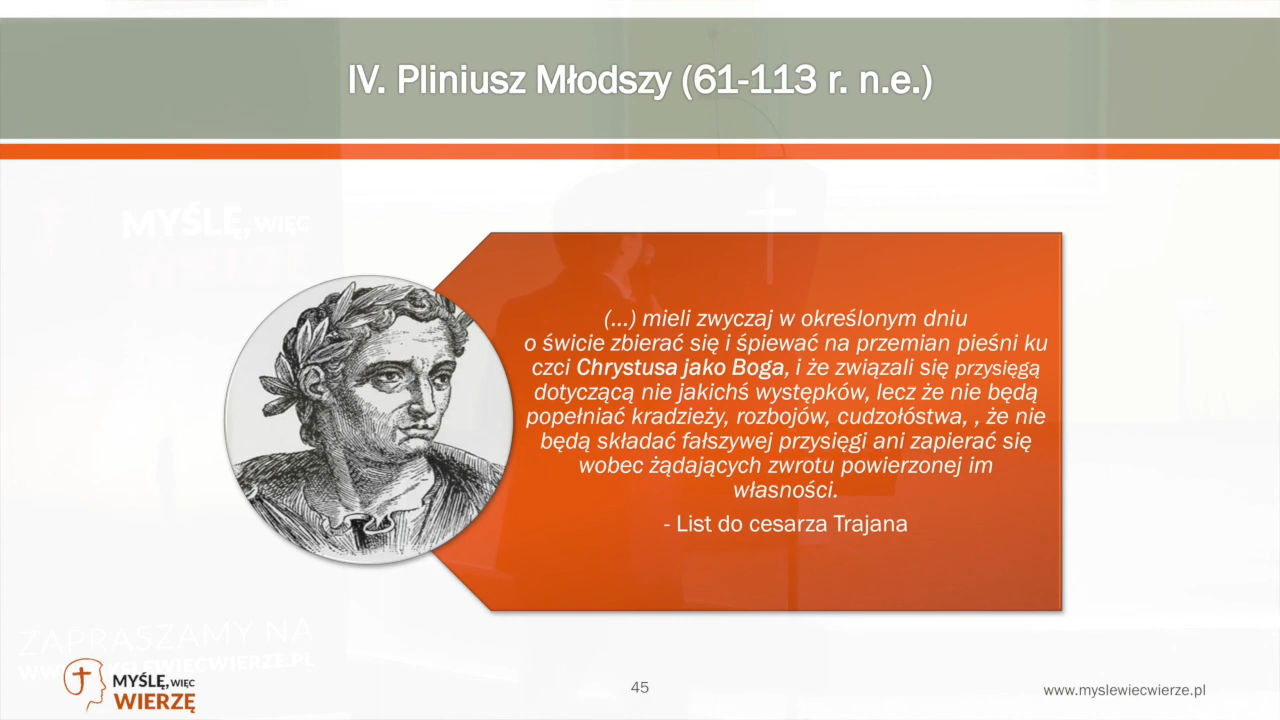 IV. Pliniusz Młodszy (61-113 r. n.e.)
MYŚLĘ, WIĘC
WIERZĘ
(...) mieli zwyczaj w określonym dniu
o świcie zbierać się i śpiewać na przemian pieśni ku
czci Chrystusa jako Boga, i że związali się przysięgą
dotyczącą nie jakichś występków, lecz że nie będą
popełniać kradzieży, rozbojów, cudzołóstwa, , że nie
będą składać fałszywej przysięgi ani zapierać się
wobec żądających zwrotu powierzonej im
własności.
- List do cesarza Trajana
ZAPRASZAMY NA
WWW.MYSLEWIECWIERZE.PL
MYŚLĘ, WIĘC
WIERZĘ
45
www.myslewiecwierze.pl